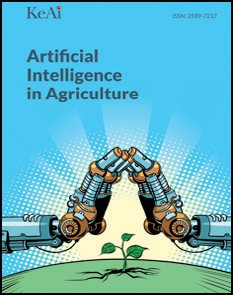 KeAi
ISSN: 2589-7217
Artificial
Intelligence
in Agriculture